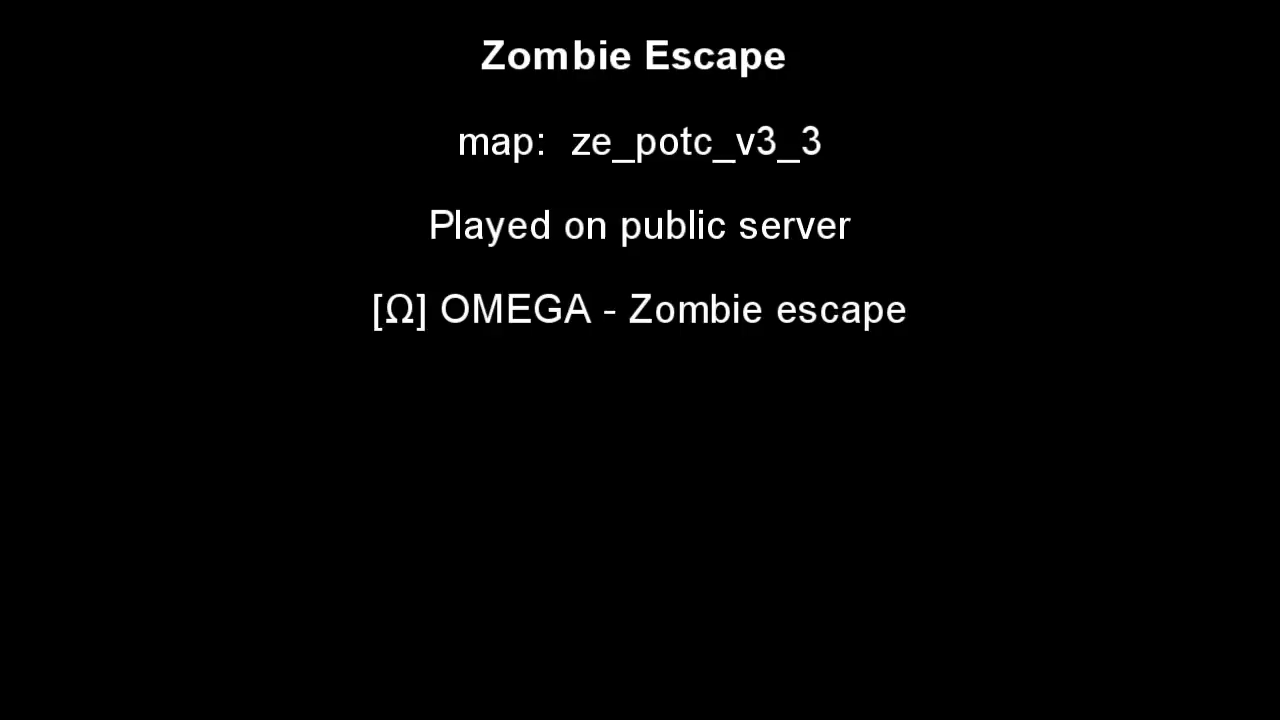 Zombie Escape
map:  ze_potc_v3_3
Played on public server
[Ω] OMEGA - Zombie escape